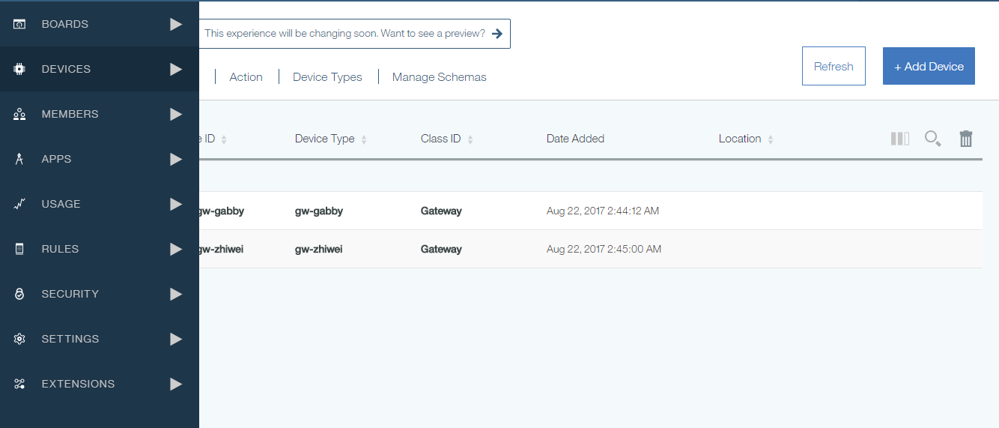 BOARDS
DEVICES
MEMBERS
APPS
USAGE
RULES
SECURITY
SETTINGS
EXTENSIONS
This experience will be changing soon. Want to see a preview?
Action Device Types Manage Schemas
Refresh + Add Device
ID Device Type Class ID Date Added Location
gw-gabby gw-gabby Gateway Aug 22, 2017 2:44:12 AM
gw-zhiwei gw-zhiwei Gateway Aug 22, 2017 2:45:00 AM